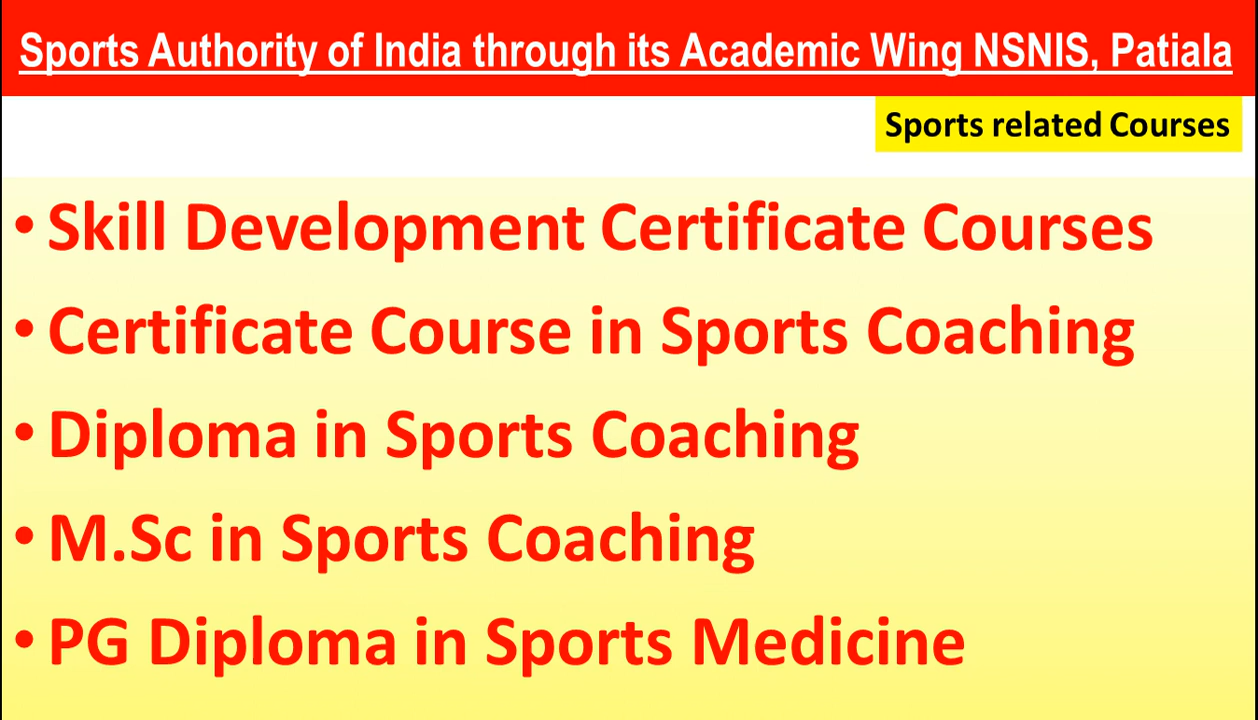 Sports Authority of India through its Academic Wing NSNIS, Patiala
Sports related Courses
• Skill Development Certificate Courses
• Certificate Course in Sports Coaching
• Diploma in Sports Coaching
• M.Sc in Sports Coaching
• PG Diploma in Sports Medicine